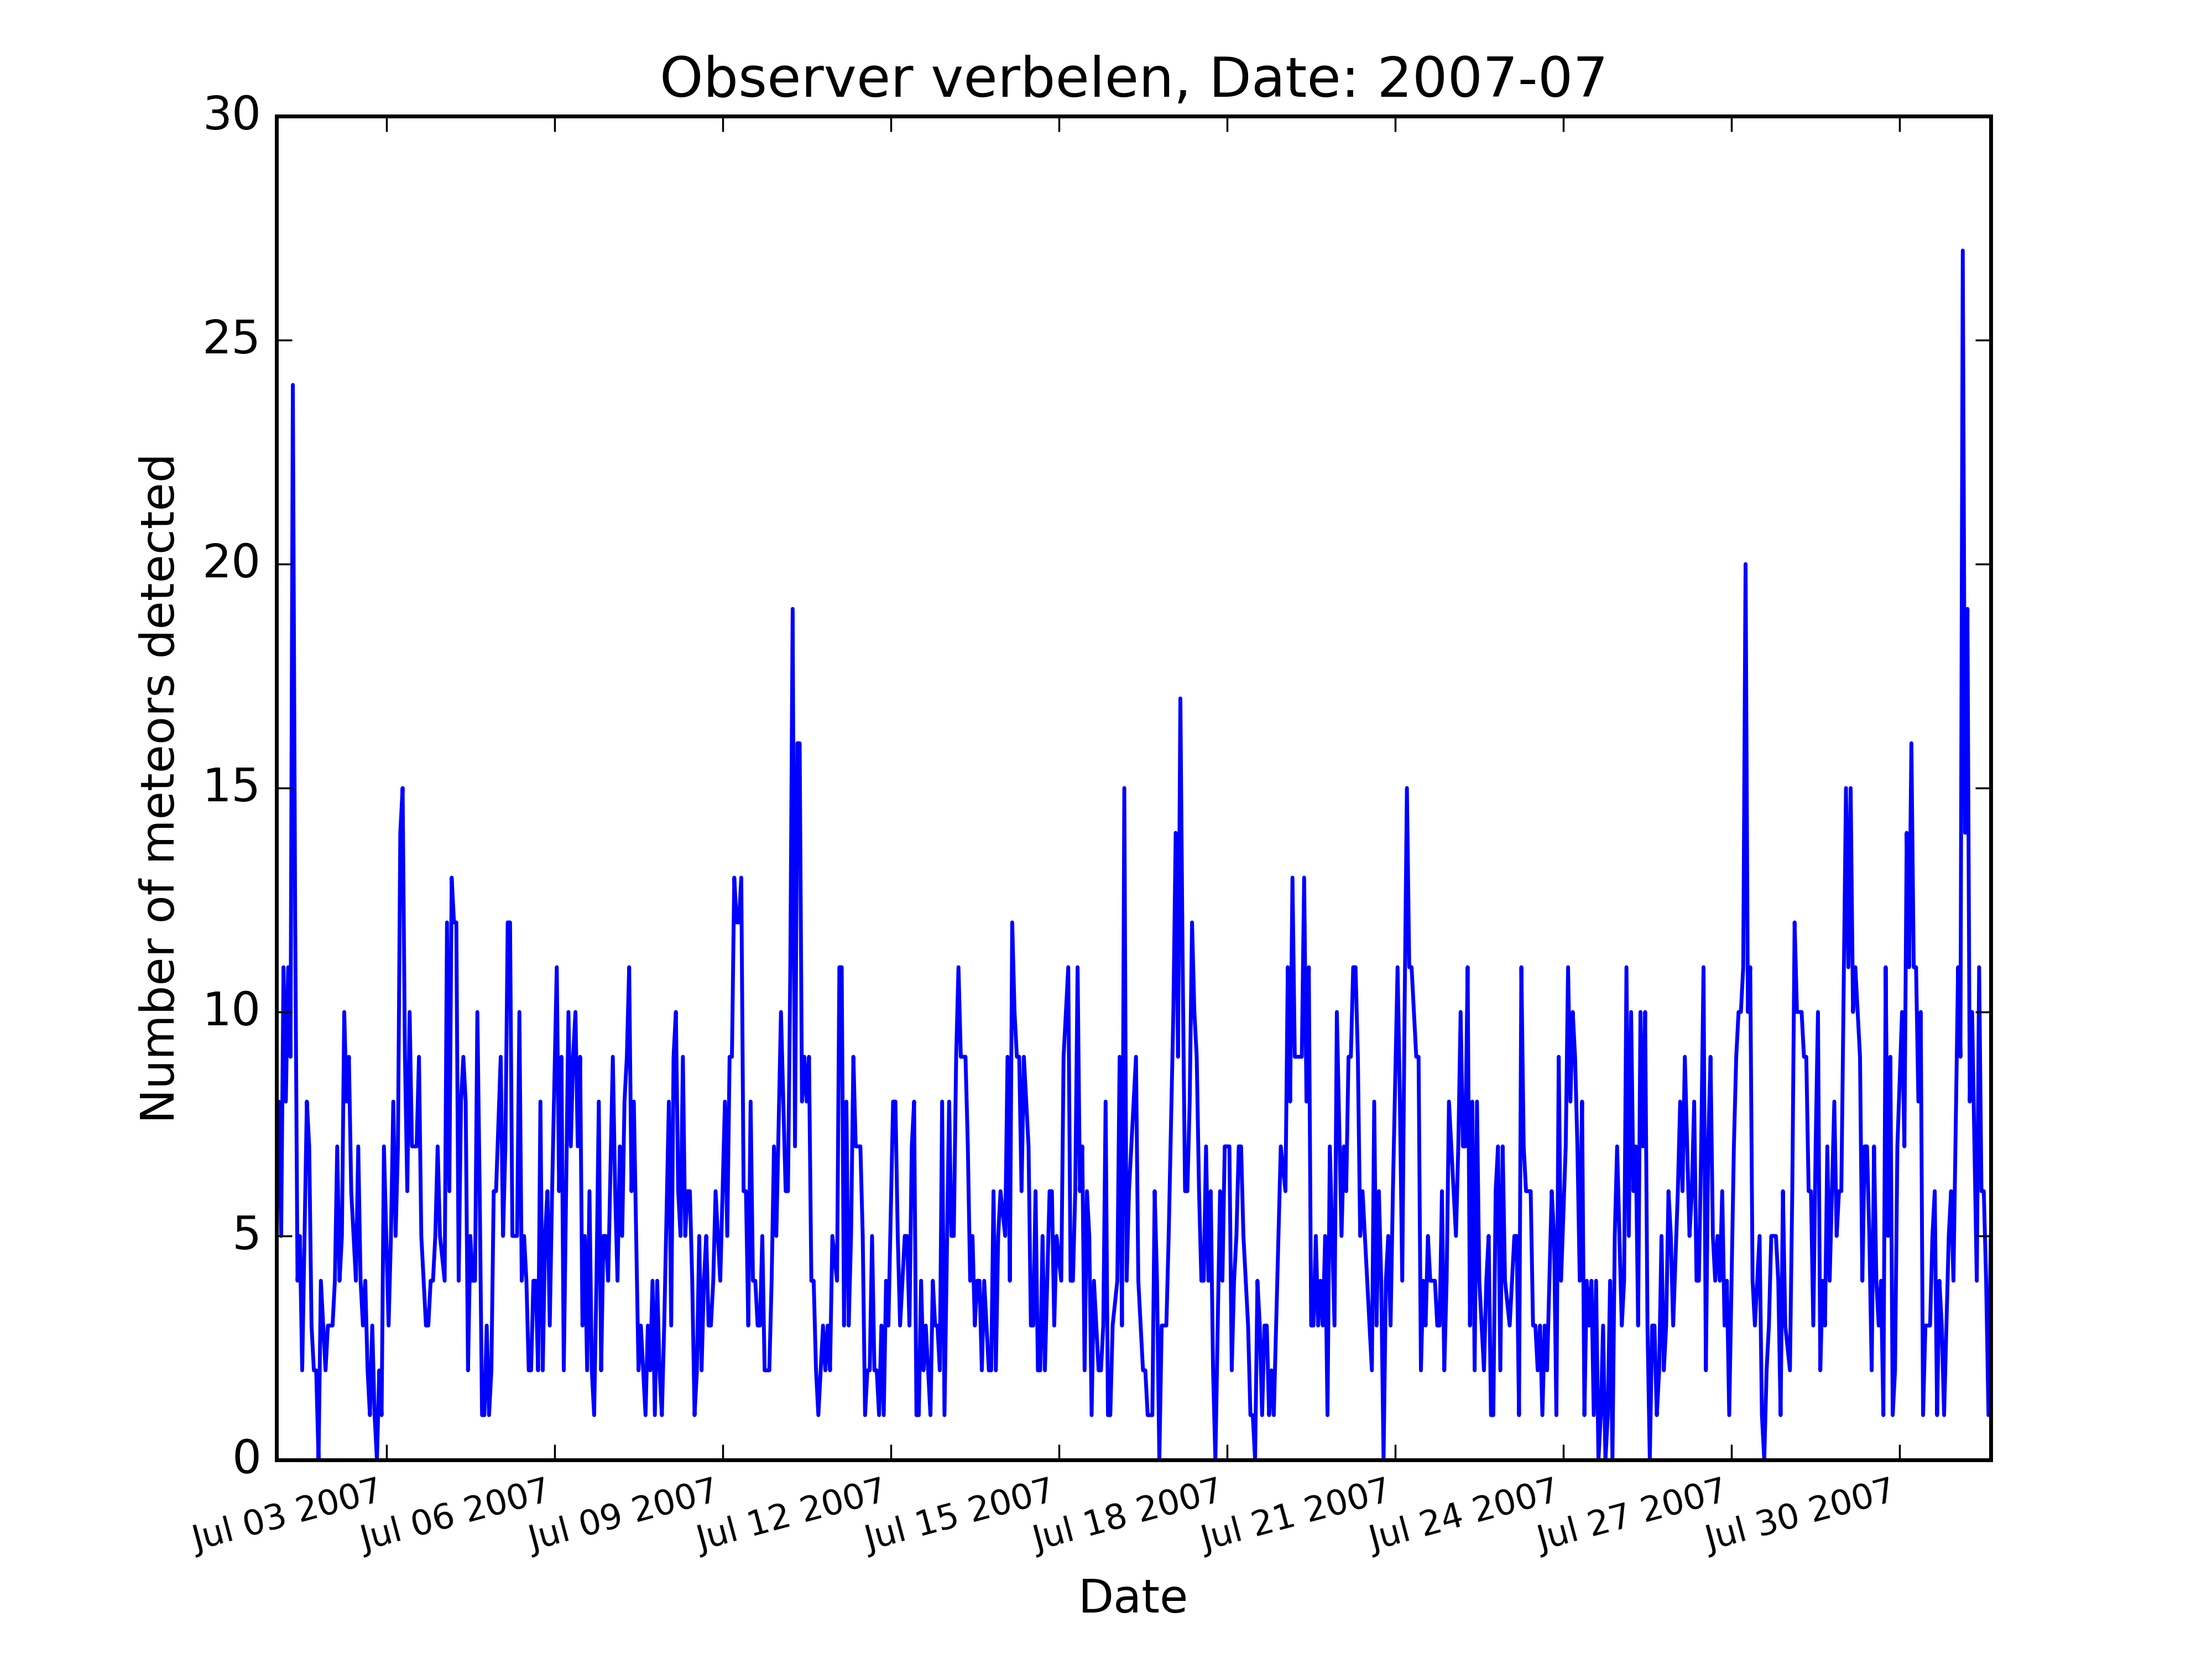 Observer verbelen, Date: 2007-07
30
25
20
15
10
5
0
Number of meteors detected
Jul 03 2007
Jul 06 2007
Jul 09 2007
Jul 12 2007
Jul 15 2007
Jul 18 2007
Jul 21 2007
Jul 24 2007
Jul 27 2007
Jul 30 2007
Date